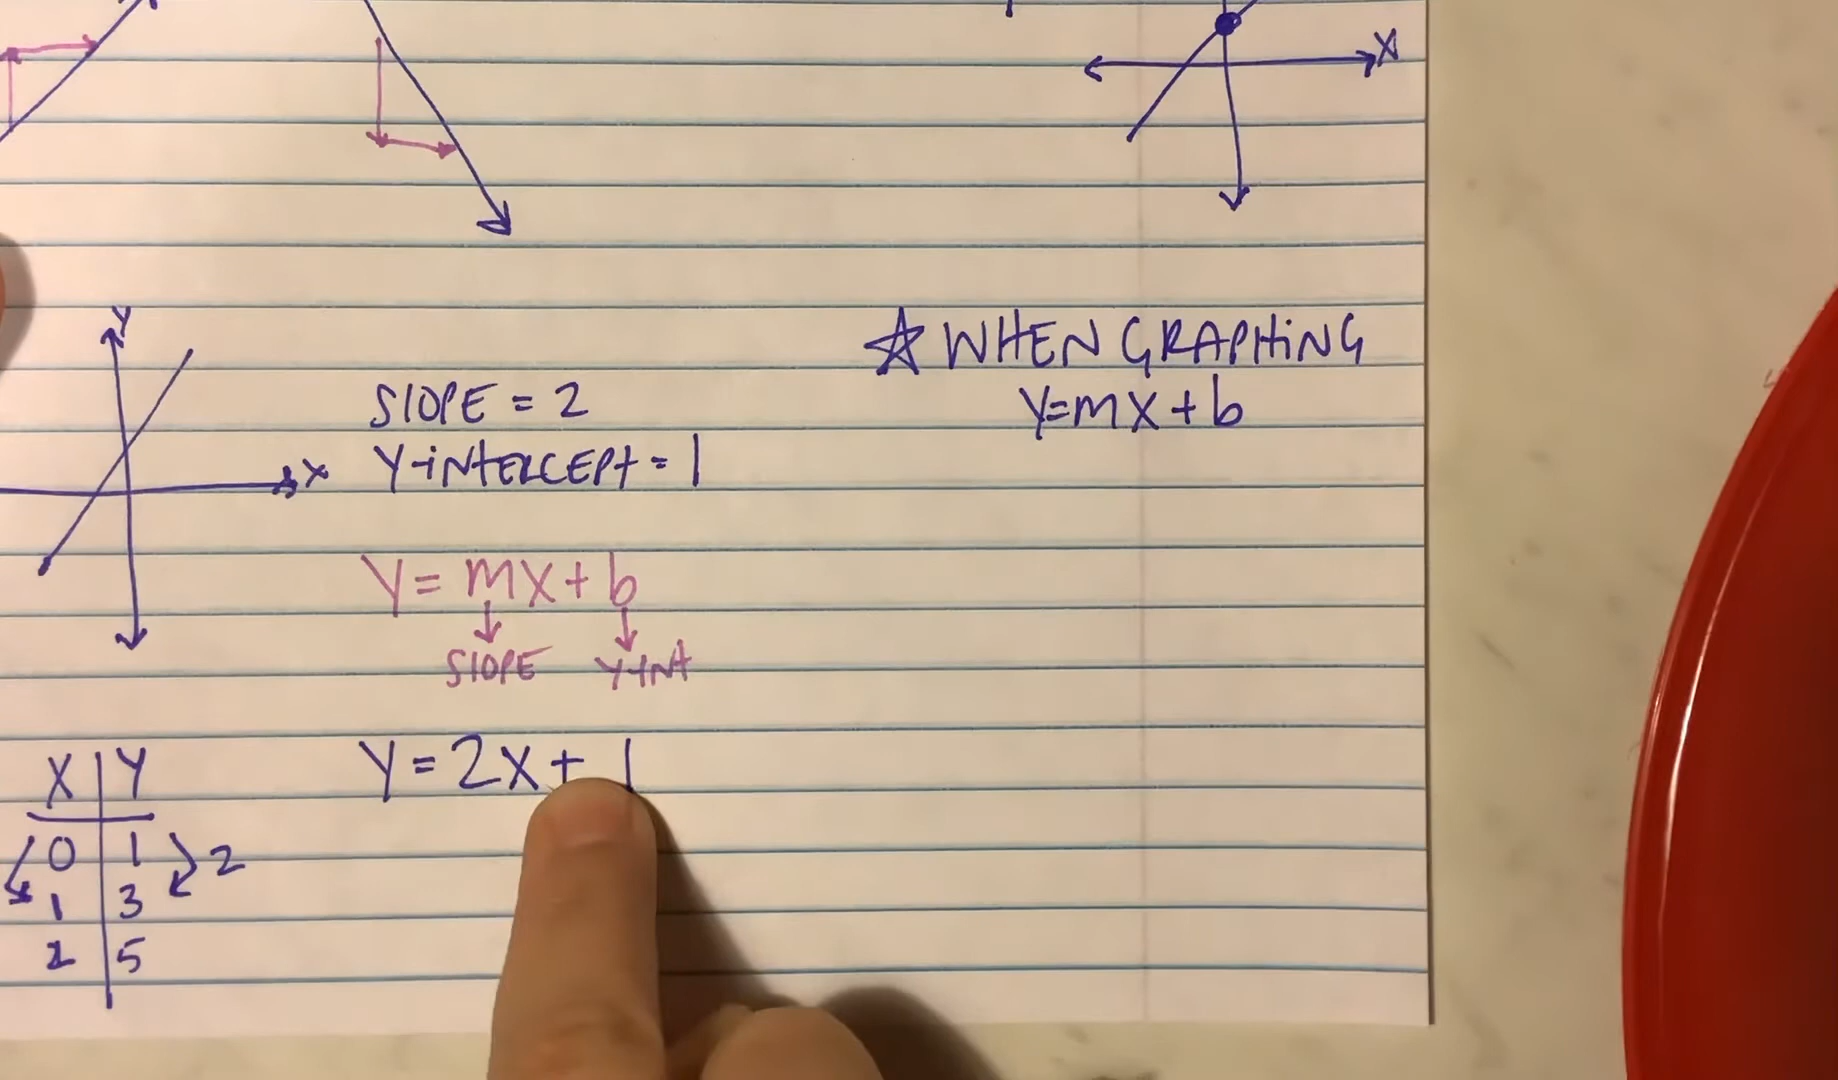 X
Y
X
SLOPE = 2
Y-INTERCEPT = 1
Y = mX + b
SLOPE Y-INT
Y = 2X + 1
X Y
0 1
2
1 3
2 5
☆ WHEN GRAPHING
Y=mX+b